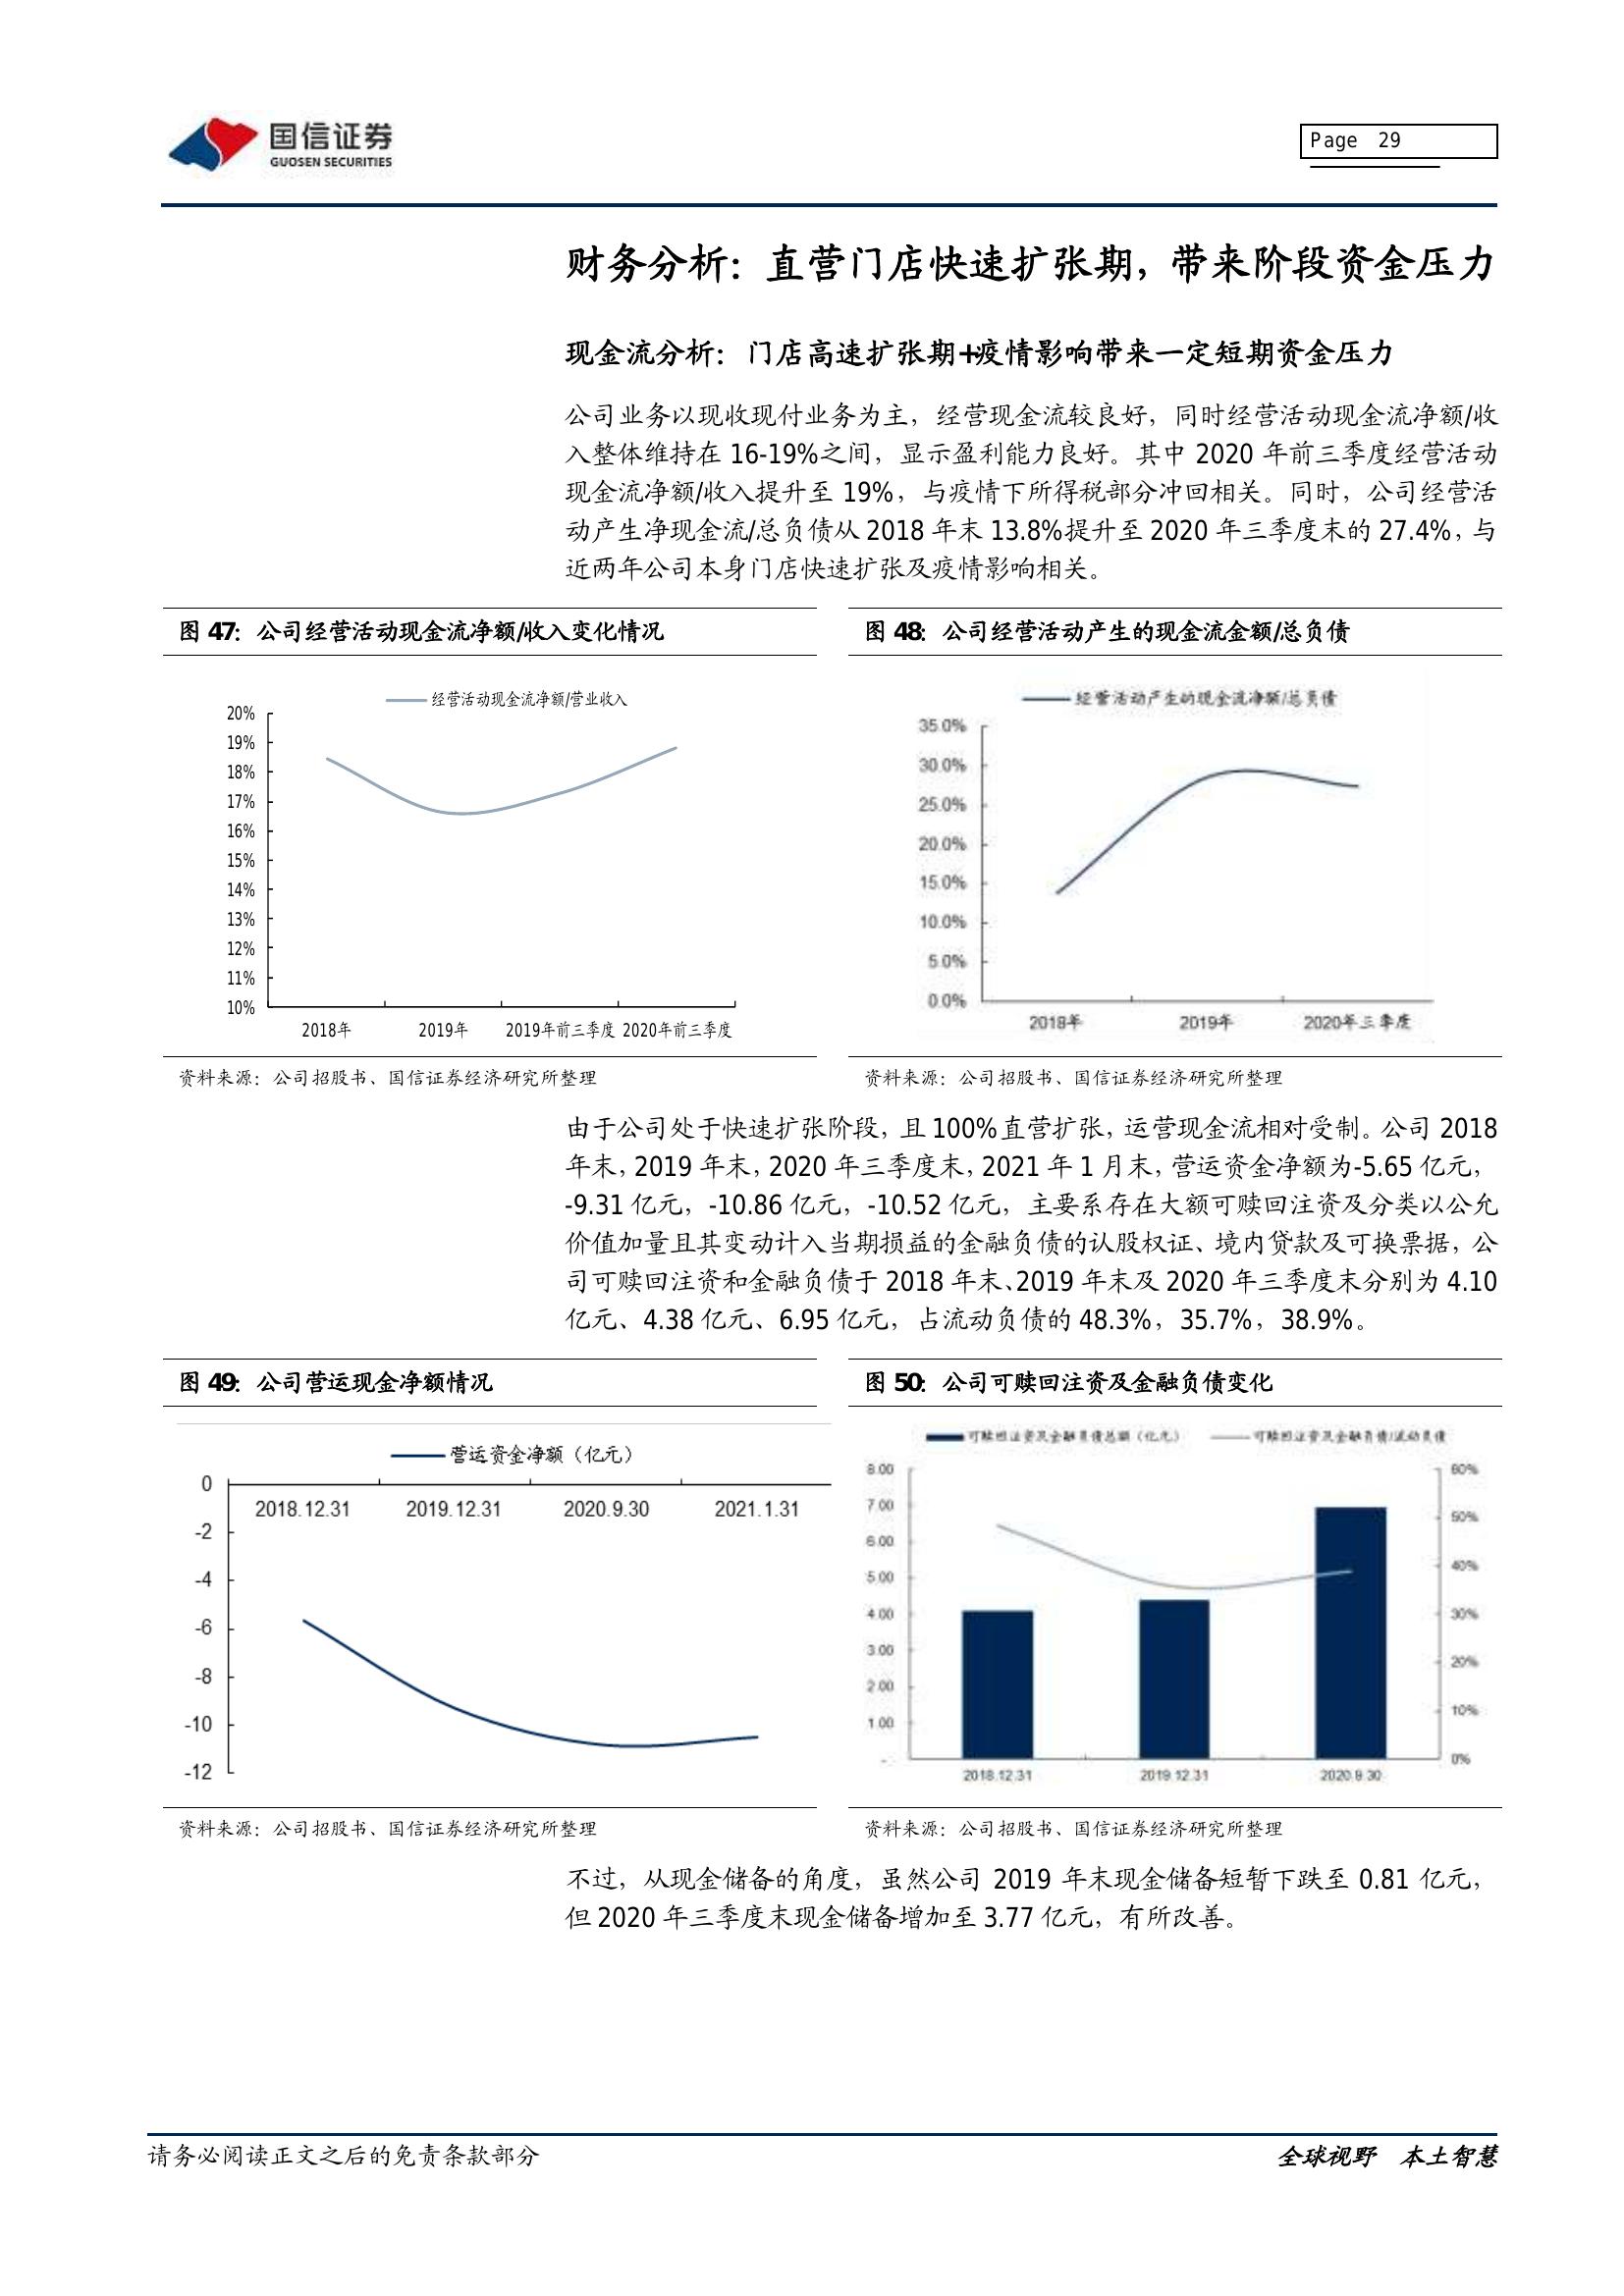 国信证券
GUOSEN SECURITIES
Page 29
财务分析：直营门店快速扩张期，带来阶段资金压力
现金流分析：门店高速扩张期+疫情影响带来一定短期资金压力
公司业务以现收现付业务为主，经营现金流较良好，同时经营活动现金流净额/收
入整体维持在 16-19%之间，显示盈利能力良好。其中 2020 年前三季度经营活动
现金流净额/收入提升至 19%，与疫情下所得税部分冲回相关。同时，公司经营活
动产生净现金流/总负债从 2018 年末 13.8%提升至 2020 年三季度末的 27.4%，与
近两年公司本身门店快速扩张及疫情影响相关。
图 47：公司经营活动现金流净额/收入变化情况
经营活动现金流净额/营业收入
20%
19%
18%
17%
16%
15%
14%
13%
12%
11%
10%
2018年 2019年 2019年前三季度 2020年前三季度
资料来源：公司招股书、国信证券经济研究所整理
图 48：公司经营活动产生的现金流金额/总负债
经营活动产生的现金流净额/总负债
35.0%
30.0%
25.0%
20.0%
15.0%
10.0%
5.0%
0.0%
2018年 2019年 2020年三季度
资料来源：公司招股书、国信证券经济研究所整理
由于公司处于快速扩张阶段，且 100%直营扩张，运营现金流相对受制。公司 2018
年末，2019 年末，2020 年三季度末，2021 年 1 月末，营运资金净额为-5.65 亿元，
-9.31 亿元，-10.86 亿元，-10.52 亿元，主要系存在大额可赎回注资及分类以公允
价值加量且其变动计入当期损益的金融负债的认股权证、境内贷款及可换票据，公
司可赎回注资和金融负债于 2018 年末、2019 年末及 2020 年三季度末分别为 4.10
亿元、4.38 亿元、6.95 亿元，占流动负债的 48.3%，35.7%，38.9%。
图 49：公司营运现金净额情况
营运资金净额（亿元）
0
2018.12.31 2019.12.31 2020.9.30 2021.1.31
-2
-4
-6
-8
-10
-12
资料来源：公司招股书、国信证券经济研究所整理
图 50：公司可赎回注资及金融负债变化
可赎回注资及金融负债总额（亿元） 可赎回注资及金融负债/流动负债
8.00
7.00
6.00
5.00
4.00
3.00
2.00
1.00
-
60%
50%
40%
30%
20%
10%
0%
2018.12.31 2019.12.31 2020.9.30
资料来源：公司招股书、国信证券经济研究所整理
不过，从现金储备的角度，虽然公司 2019 年末现金储备短暂下跌至 0.81 亿元，
但 2020 年三季度末现金储备增加至 3.77 亿元，有所改善。
请务必阅读正文之后的免责条款部分
全球视野 本土智慧